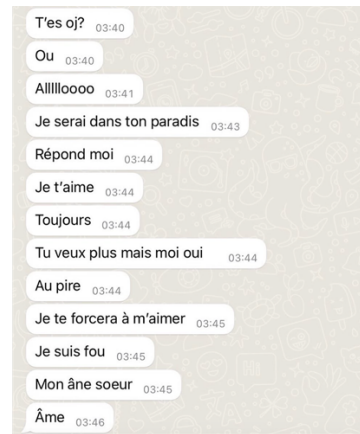 T'es oj? 03:40
Ou 03:40
Allllloooo 03:41
Je serai dans ton paradis 03:43
Répond moi 03:44
Je t'aime 03:44
Toujours 03:44
Tu veux plus mais moi oui 03:44
Au pire 03:44
Je te forcera à m'aimer 03:45
Je suis fou 03:45
Mon âne soeur 03:45
Âme 03:46